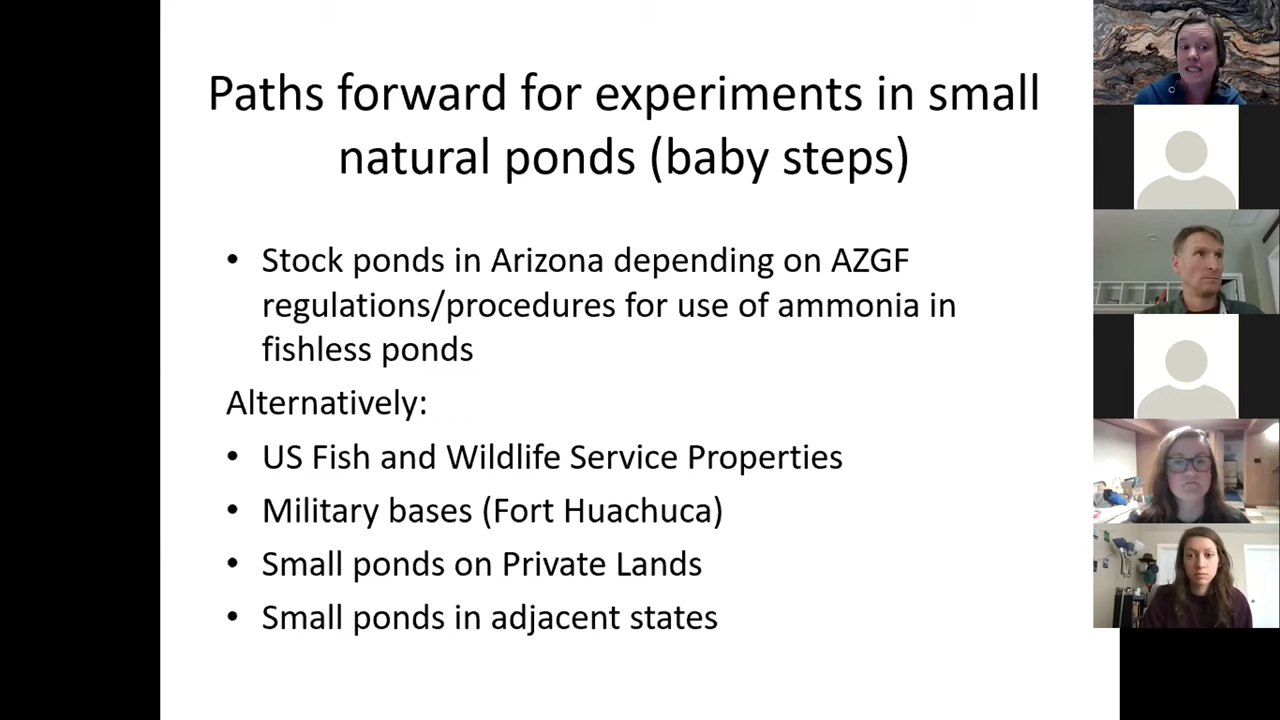 Paths forward for experiments in small
natural ponds (baby steps)
• Stock ponds in Arizona depending on AZGF
regulations/procedures for use of ammonia in
fishless ponds
Alternatively:
• US Fish and Wildlife Service Properties
• Military bases (Fort Huachuca)
• Small ponds on Private Lands
• Small ponds in adjacent states